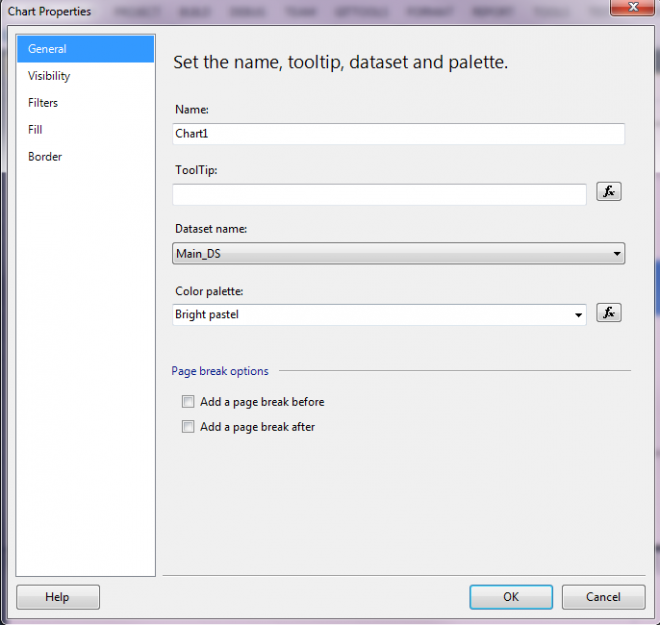 Chart Properties
General
Visibility
Filters
Fill
Border
Set the name, tooltip, dataset and palette.
Name:
Chart1
ToolTip:
fx
Dataset name:
Main_DS
Color palette:
Bright pastel
fx
Page break options
Add a page break before
Add a page break after
Help
OK
Cancel